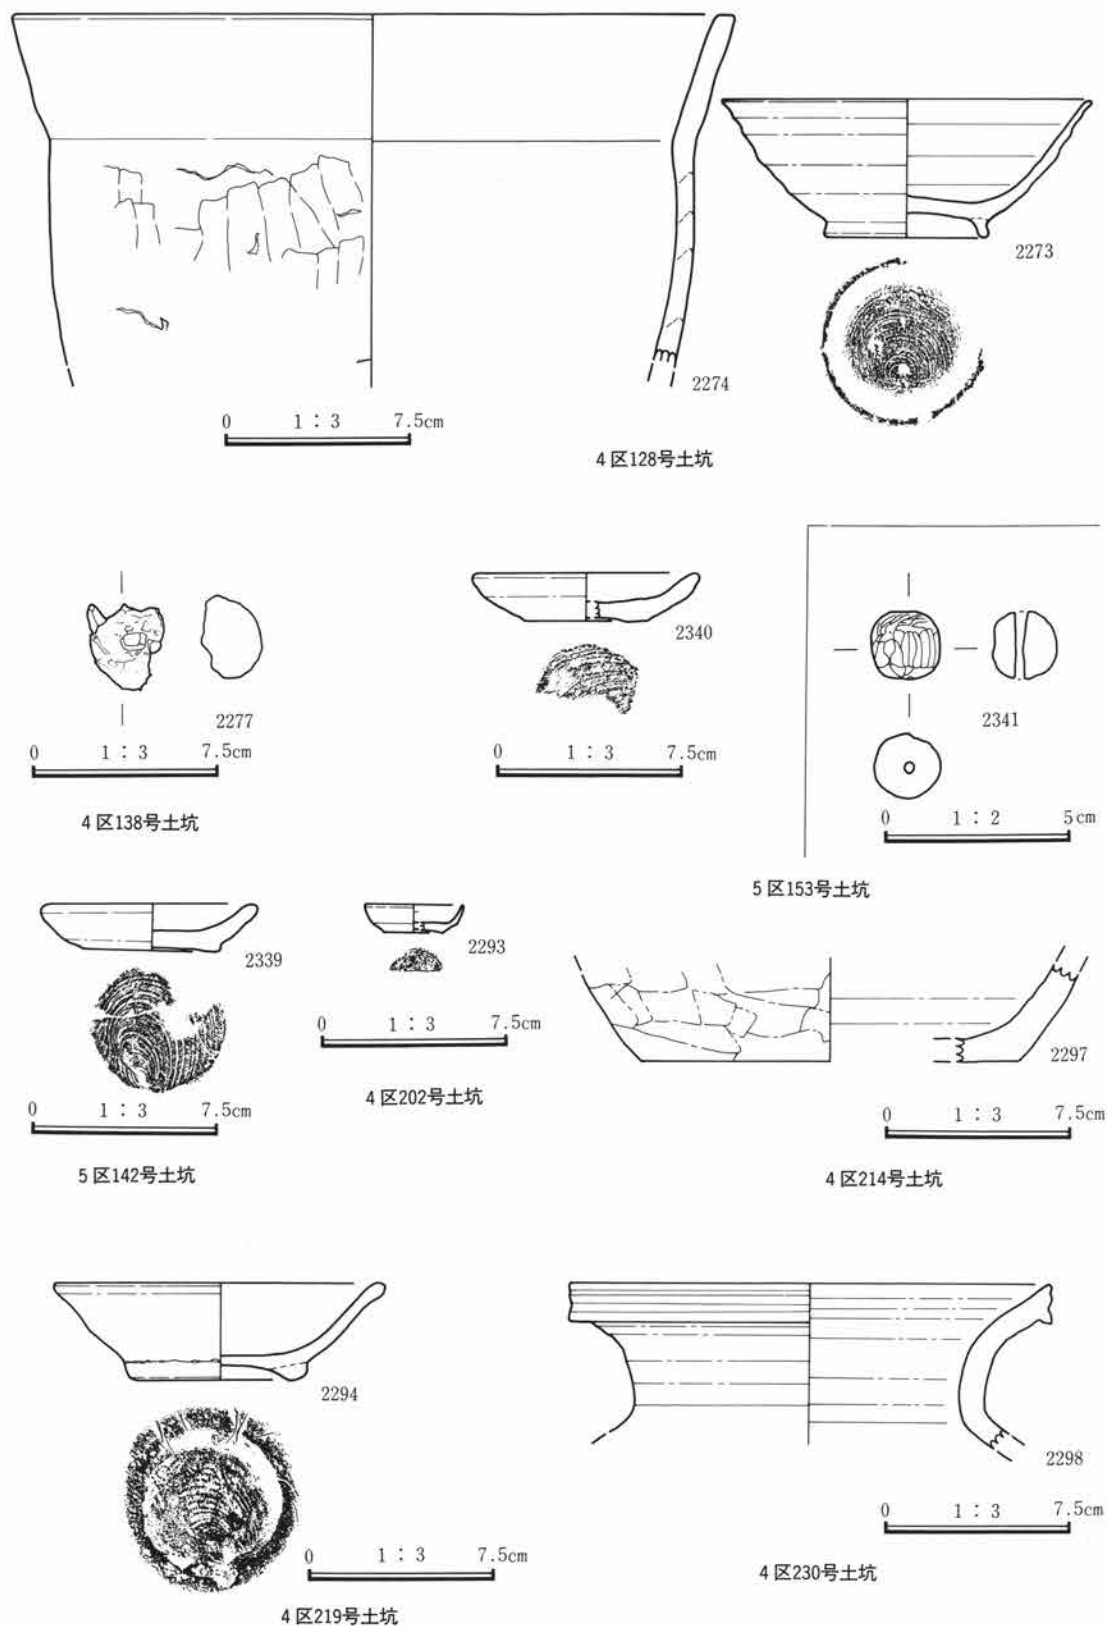 2273
2274
0 1：3 7.5cm
4区128号土坑
2277
0 1：3 7.5cm
4区138号土坑
2340
0 1：3 7.5cm
2341
0 1：2 5cm
5区153号土坑
2339
0 1：3 7.5cm
5区142号土坑
2293
0 1：3 7.5cm
4区202号土坑
2297
0 1：3 7.5cm
4区214号土坑
2294
0 1：3 7.5cm
4区219号土坑
2298
0 1：3 7.5cm
4区230号土坑